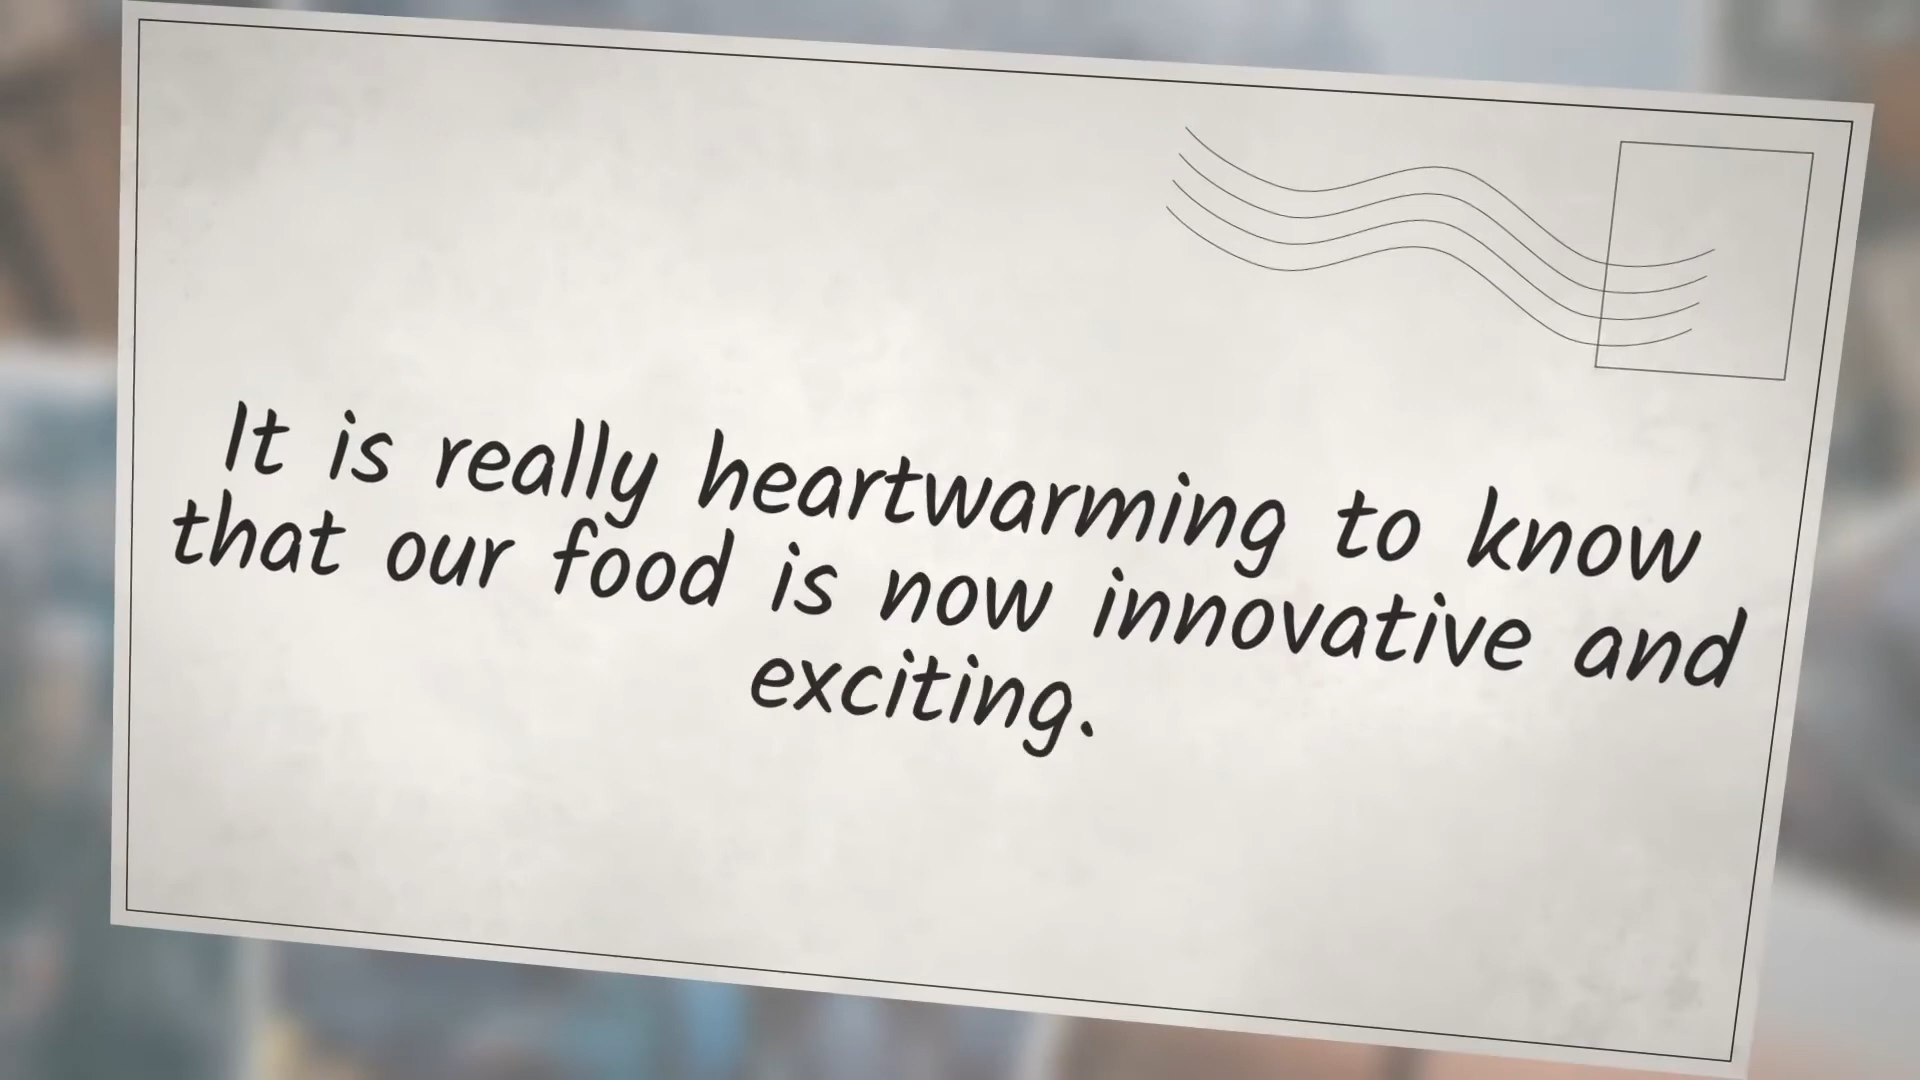 It is really heartwarming to know
that our food is now innovative and
exciting.